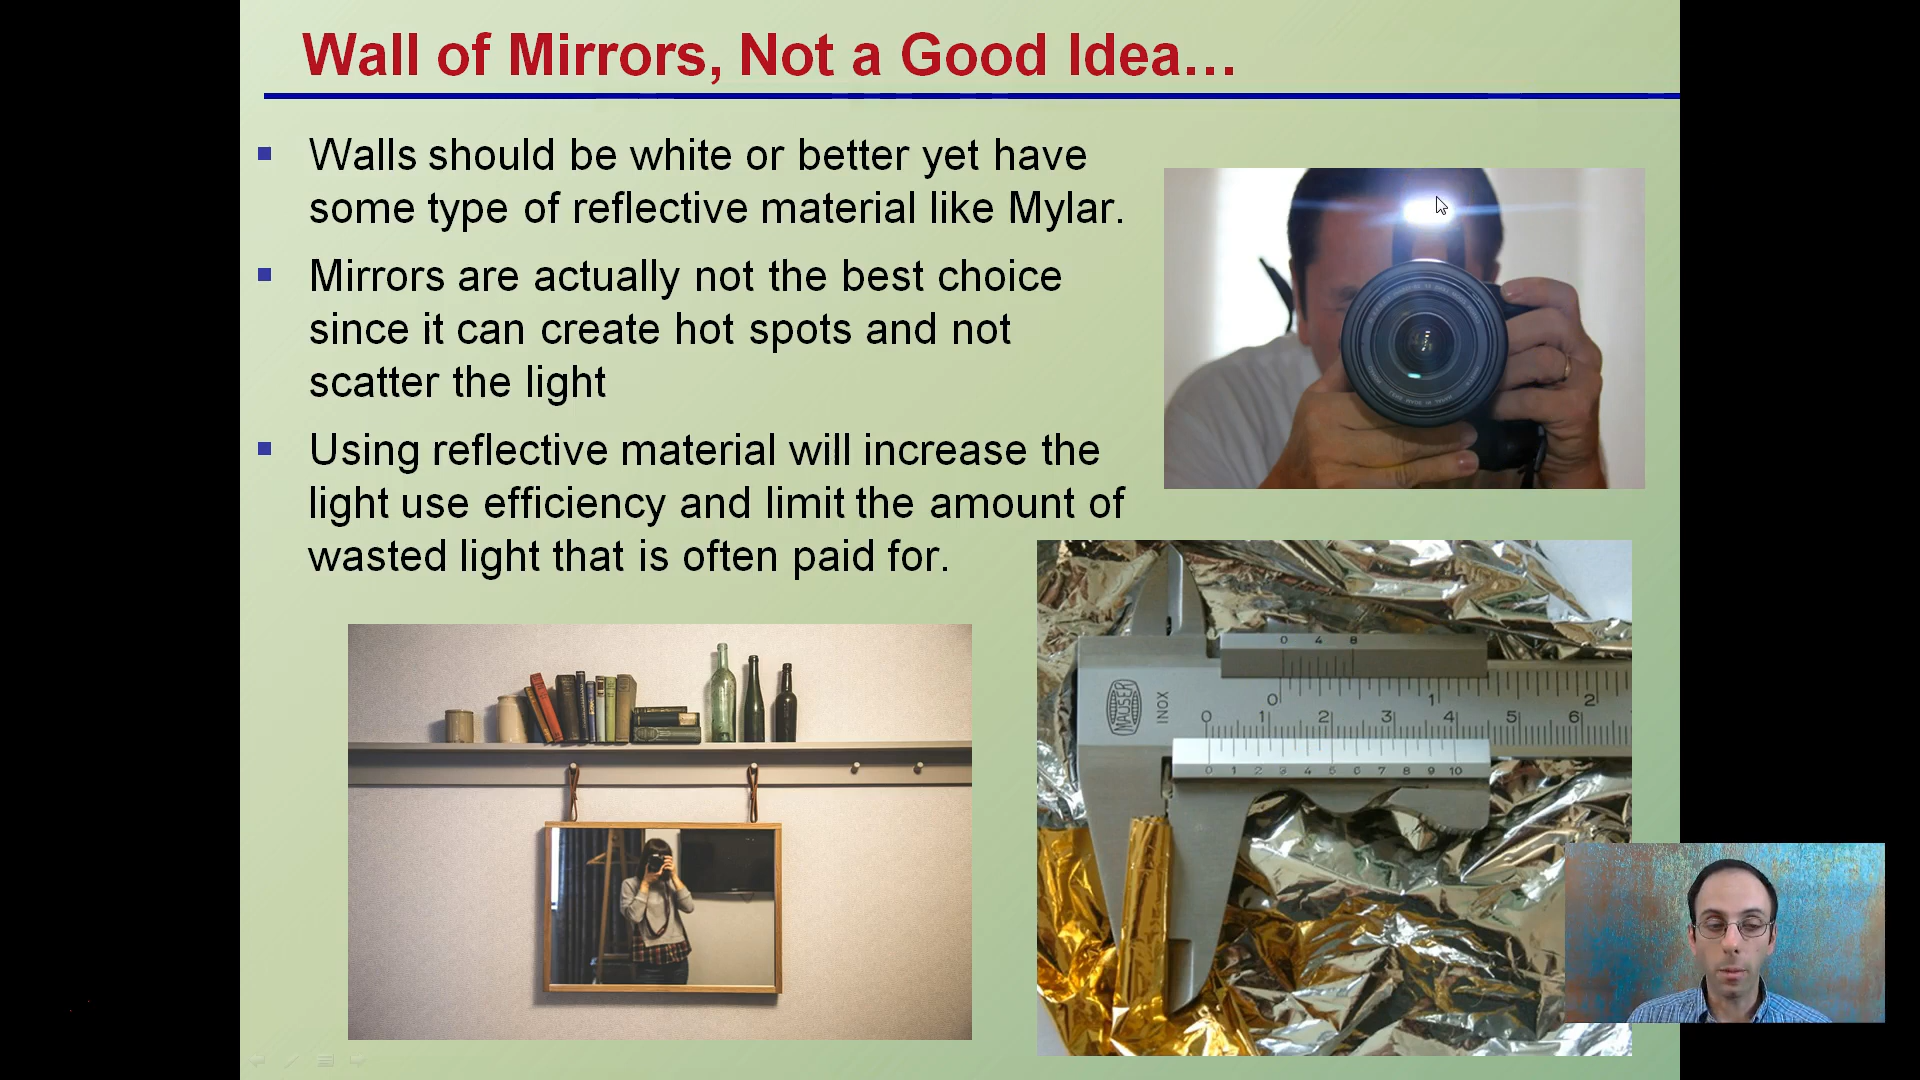 Wall of Mirrors, Not a Good Idea…
Walls should be white or better yet have
some type of reflective material like Mylar.
Mirrors are actually not the best choice
since it can create hot spots and not
scatter the light
Using reflective material will increase the
light use efficiency and limit the amount of
wasted light that is often paid for.
0 4 8
0 1 2
MAUSER
INOX
0 1 2 3 4 5 6
0 1 2 3 4 5 6 7 8 9 10